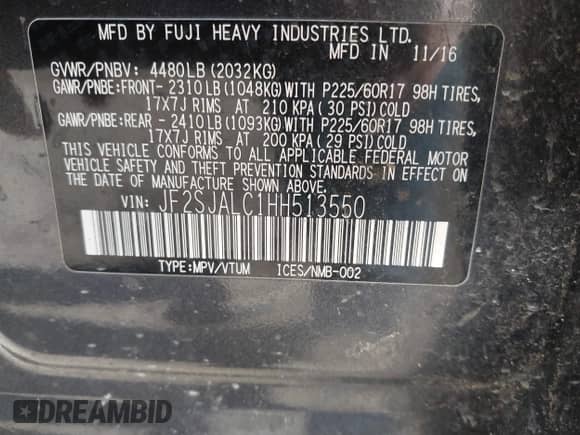 MFD BY FUJI HEAVY INDUSTRIES LTD.
MFD IN 11/16
GVWR/PNBV: 4480LB(2032KG)
GAWR/PNBE:FRONT- 2310LB(1048KG)WITH P225/60R17 98H TIRES,
17X7J RIMS AT 210 KPA(30 PSI)COLD
GAWR/PNBE:REAR - 2410LB(1093KG)WITH P225/60R17 98H TIRES,
17X7J RIMS AT 200 KPA(29 PSI)COLD
THIS VEHICLE CONFORMS TO ALL APPLICABLE FEDERAL MOTOR
VEHICLE SAFETY AND THEFT PREVENTION STANDARDS IN EFFECT ON
THE DATE OF MANUFACTURE SHOWN ABOVE.
VIN: JF2SJALC1HH513550
TYPE:MPV/VTUM ICES/NMB-002
DREAMBID